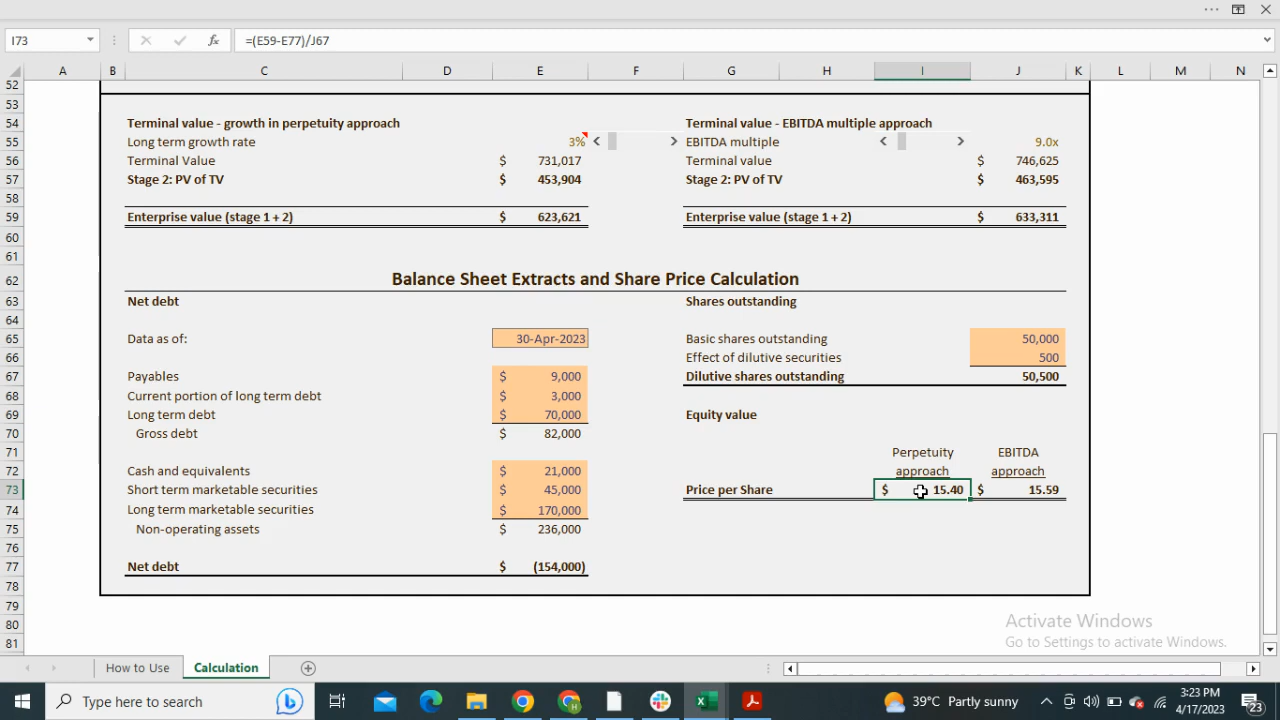 I73 =(E59-E77)/J67
A B C D E F G H I J K L M N
52
53
54 Terminal value - growth in perpetuity approach Terminal value - EBITDA multiple approach
55 Long term growth rate 3% EBITDA multiple 9.0x
56 Terminal Value $ 731,017 Terminal value $ 746,625
57 Stage 2: PV of TV $ 453,904 Stage 2: PV of TV $ 463,595
58
59 Enterprise value (stage 1 + 2) $ 623,621 Enterprise value (stage 1 + 2) $ 633,311
60
61
62 Balance Sheet Extracts and Share Price Calculation
63 Net debt Shares outstanding
64
65 Data as of: 30-Apr-2023 Basic shares outstanding 50,000
66 Effect of dilutive securities 500
67 Payables $ 9,000 Dilutive shares outstanding 50,500
68 Current portion of long term debt $ 3,000
69 Long term debt $ 70,000 Equity value
70 Gross debt $ 82,000
71 Perpetuity EBITDA
72 Cash and equivalents $ 21,000 approach approach
73 Short term marketable securities $ 45,000 Price per Share $ 15.40 $ 15.59
74 Long term marketable securities $ 170,000
75 Non-operating assets $ 236,000
76
77 Net debt $ (154,000)
78
79
80 Activate Windows
81 Go to Settings to activate Windows.
How to Use Calculation
Type here to search 39°C Partly sunny 3:23 PM
4/17/2023 23